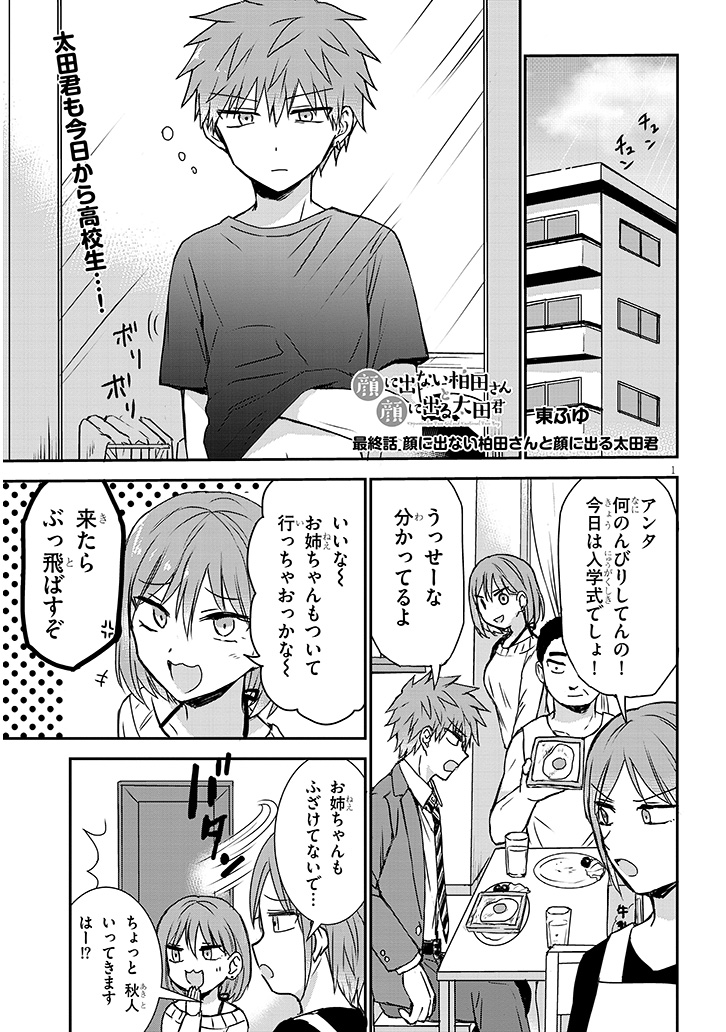 チュン
チュン
太田君も今日から高校生…！
ボリ
ボリ
顔に出ない柏田さん
と
顔に出る太田君
東ふゆ
最終話 顔に出ない柏田さんと顔に出る太田君
1
アンタ
何のんびりしてんの！
今日は入学式でしょ！
うっせーな
分かってるよ
いいな〜
お姉ちゃんもついて
行っちゃおっかな〜
来たら
ぶっ飛ばすぞ
お姉ちゃんも
ふざけてないで…
バタン
ちょっと 秋人
いってきます
はー!?